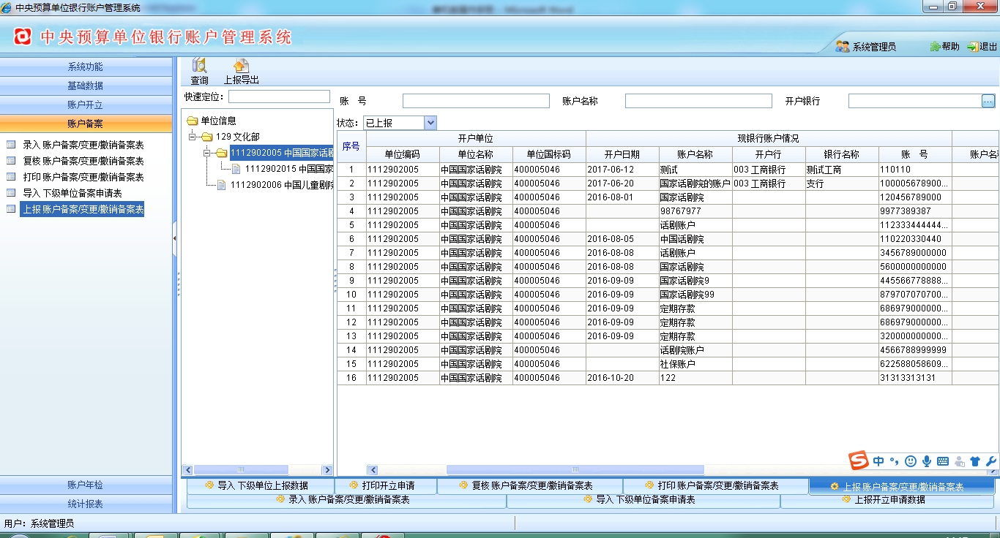 中央预算单位银行账户管理系统
中央预算单位银行账户管理系统
系统管理员 帮助 退出
系统功能
基础数据
账户开立
账户备案
录入 账户备案/变更/撤销备案表
复核 账户备案/变更/撤销备案表
打印 账户备案/变更/撤销备案表
导入 下级单位备案申请表
上报 账户备案/变更/撤销备案表
账户年检
统计报表
查询 上报导出
快速定位:
单位信息
129 文化部
1112902005 中国国家话剧
1112902015 中国国家
1112902006 中国儿童剧院
账 号 账户名称 开户银行 ...
状态: 已上报
序号 开户单位 现银行账户情况
单位编码 单位名称 单位国标码 开户日期 账户名称 开户行 银行名称 账 号 账户名称
1 1112902005 中国国家话剧院 400005046 2017-06-12 测试 003 工商银行 测试工商 110110
2 1112902005 中国国家话剧院 400005046 2017-06-20 国家话剧院的账户 003 工商银行 支行 100005678900...
3 1112902005 中国国家话剧院 400005046 2016-08-01 国家话剧院 120456789000
4 1112902005 中国国家话剧院 400005046 98767977 9977389387
5 1112902005 中国国家话剧院 400005046 话剧账户 112333444444...
6 1112902005 中国国家话剧院 400005046 2016-08-05 中国话剧院 110220330440
7 1112902005 中国国家话剧院 400005046 2016-08-08 话剧账户 3456789000000
8 1112902005 中国国家话剧院 400005046 2016-08-08 国家话剧院 5600000000000
9 1112902005 中国国家话剧院 400005046 2016-09-09 国家话剧院9 445566778888...
10 1112902005 中国国家话剧院 400005046 2016-09-09 国家话剧院99 879707070700...
11 1112902005 中国国家话剧院 400005046 2016-09-09 定期存款 686979000000...
12 1112902005 中国国家话剧院 400005046 2016-09-09 定期存款 686979000000...
13 1112902005 中国国家话剧院 400005046 2016-09-09 定期存款 320000000000...
14 1112902005 中国国家话剧院 400005046 话剧院账户 4566788999999
15 1112902005 中国国家话剧院 400005046 社保账户 622588058609...
16 1112902005 中国国家话剧院 400005046 2016-10-20 122 31313313131
中
导入 下级单位上报数据 打印开立申请 复核 账户备案/变更/撤销备案表 打印 账户备案/变更/撤销备案表 上报 账户备案/变更/撤销备案表
录入 账户备案/变更/撤销备案表 导入 下级单位备案申请表 上报开立申请数据
用户: 系统管理员